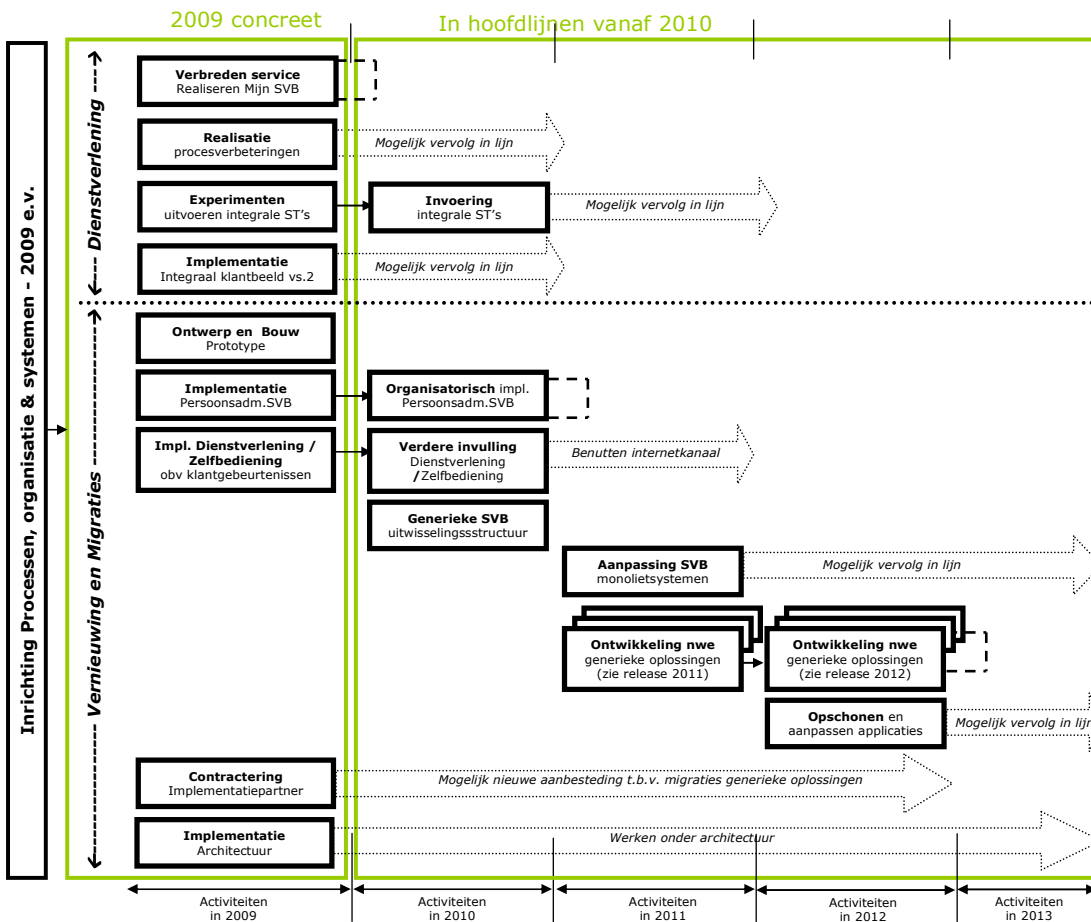 2009 concreet
In hoofdlijnen vanaf 2010
Inrichting Processen, organisatie & systemen - 2009 e.v.
Dienstverlening
Verbreden service
Realiseren Mijn SVB
Realisatie
procesverbeteringen
Mogelijk vervolg in lijn
Experimenten
uitvoeren integrale ST's
Invoering
integrale ST's
Mogelijk vervolg in lijn
Implementatie
Integraal klantbeeld vs.2
Mogelijk vervolg in lijn
Vernieuwing en Migraties
Ontwerp en Bouw
Prototype
Implementatie
Persoonsadm.SVB
Organisatorisch impl.
Persoonsadm.SVB
Impl. Dienstverlening /
Zelfbediening
obv klantgebeurtenissen
Verdere invulling
Dienstverlening
/Zelfbediening
Benutten internetkanaal
Generieke SVB
uitwisselingssstructuur
Aanpassing SVB
monolietsystemen
Mogelijk vervolg in lijn
Ontwikkeling nwe
generieke oplossingen
(zie release 2011)
Ontwikkeling nwe
generieke oplossingen
(zie release 2012)
Opschonen en
aanpassen applicaties
Mogelijk vervolg in lijn
Contractering
Implementatiepartner
Mogelijk nieuwe aanbesteding t.b.v. migraties generieke oplossingen
Implementatie
Architectuur
Werken onder architectuur
Activiteiten
in 2009
Activiteiten
in 2010
Activiteiten
in 2011
Activiteiten
in 2012
Activiteiten
in 2013